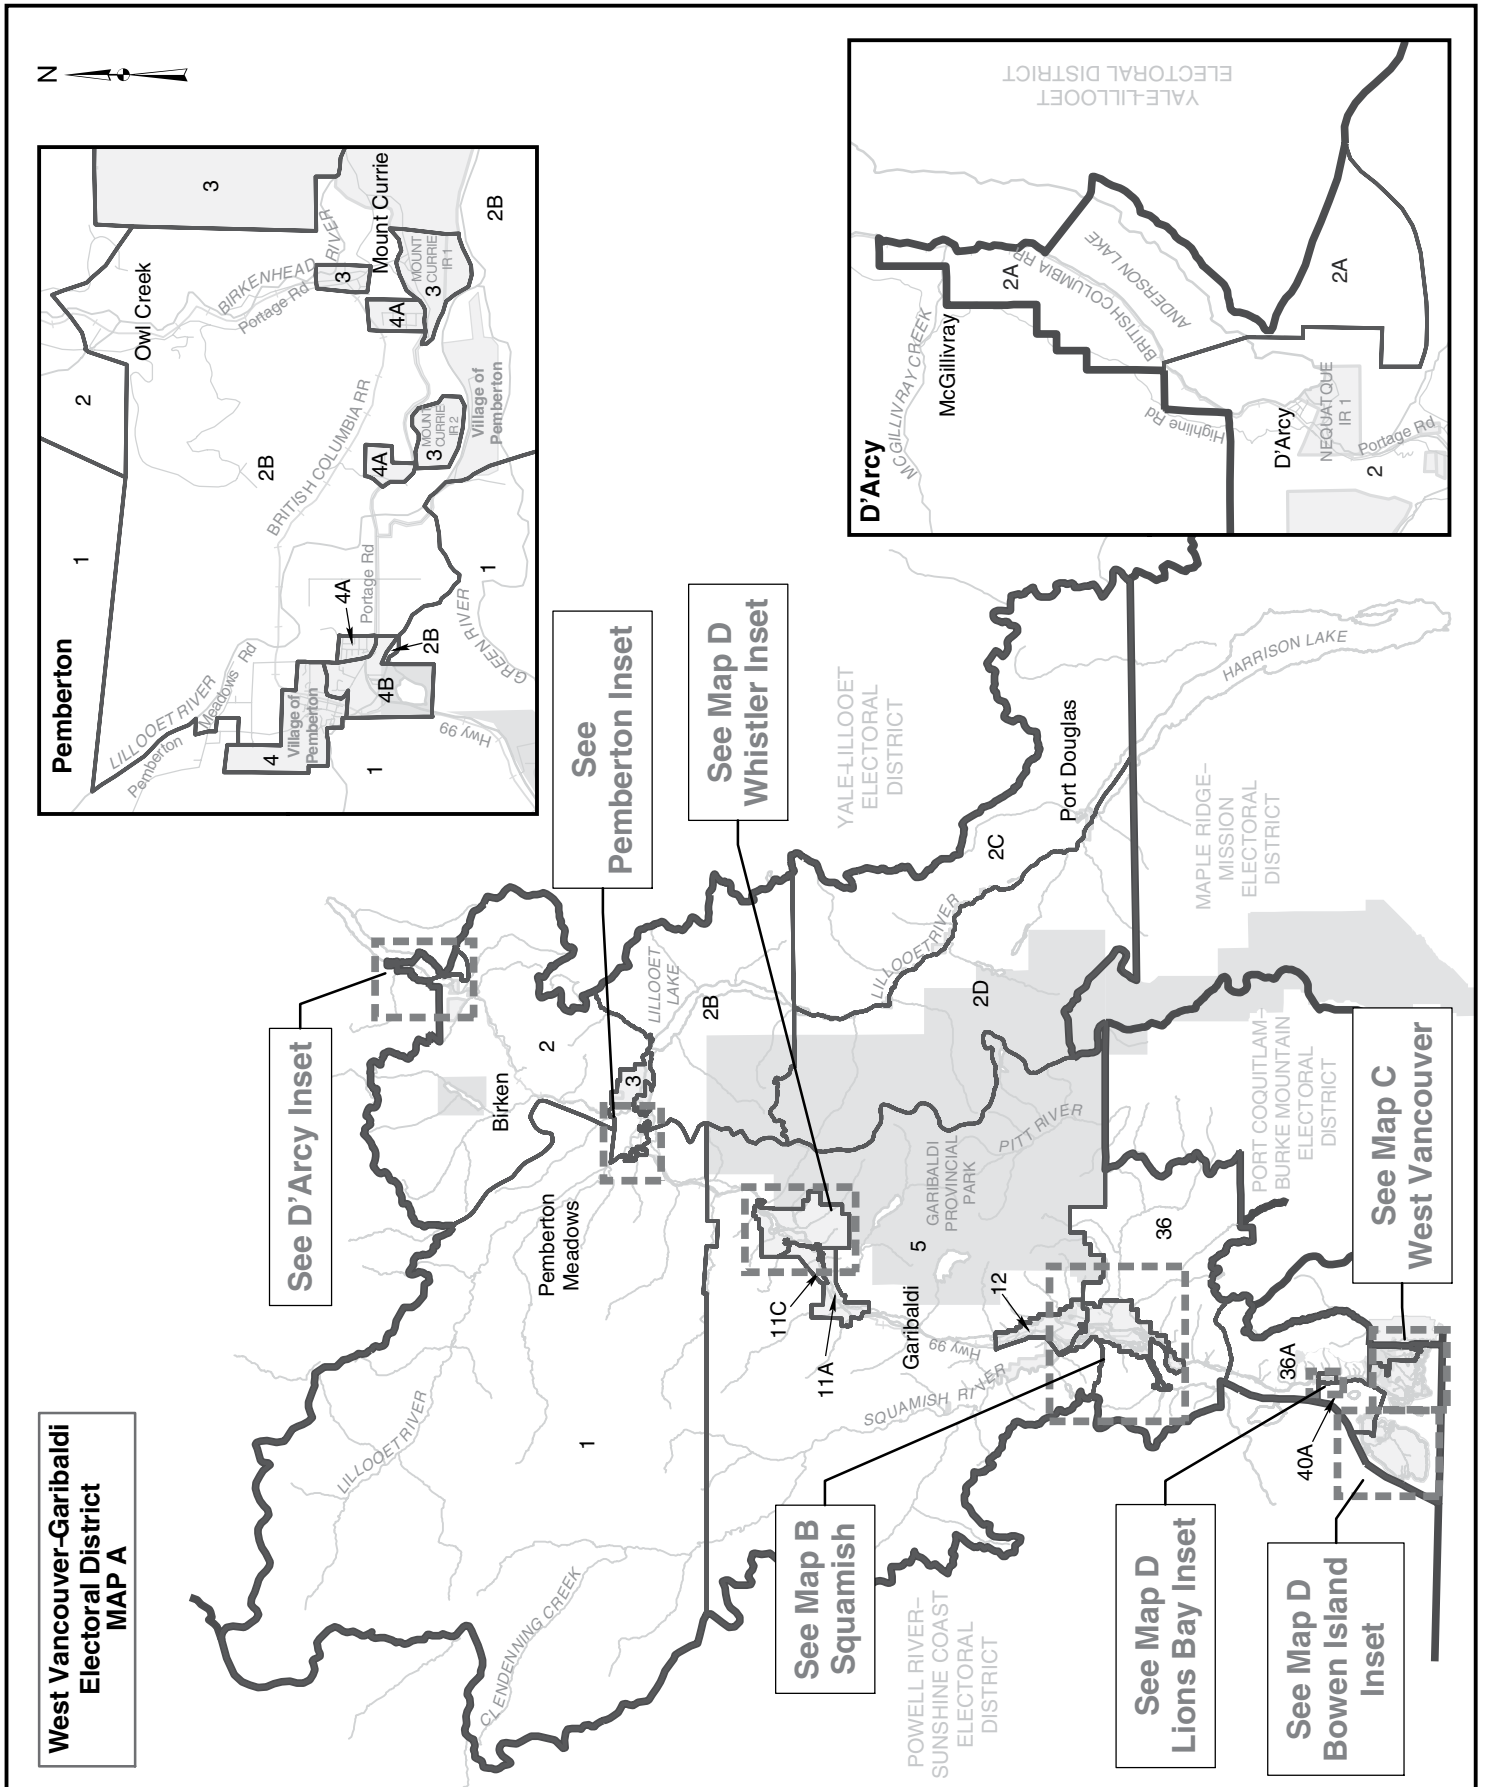 West Vancouver-Garibaldi
Electoral District
MAP A
N
Pemberton
1
2
2B
3
Owl Creek
BIRKENHEAD RIVER
Portage Rd
3
Mount Currie
4A
MOUNT
CURRIE
IR 1
3
2B
BRITISH COLUMBIA RR
4A
MOUNT
CURRIE
IR 2
3
Village of
Pemberton
LILLOOET RIVER
Pemberton Meadows Rd
4A
Portage Rd
2B
4B
Village of
Pemberton
4
1
Hwy 99
GREEN RIVER
1
D'Arcy
McGILLIVRAY CREEK
McGillivray
2A
BRITISH COLUMBIA RR
ANDERSON LAKE
YALE-LILLOOET
ELECTORAL DISTRICT
2A
Highline Rd
D'Arcy
NEQUATQUE
IR 1
Portage Rd
2
See D'Arcy Inset
See
Pemberton Inset
See Map D
Whistler Inset
See Map B
Squamish
See Map D
Lions Bay Inset
See Map D
Bowen Island
Inset
See Map C
West Vancouver
LILLOOET RIVER
CLENDENNING CREEK
1
Pemberton
Meadows
Birken
2
3
LILLOOET
LAKE
2B
YALE-LILLOOET
ELECTORAL
DISTRICT
2C
Port Douglas
HARRISON LAKE
LILLOOET RIVER
2D
MAPLE RIDGE–
MISSION
ELECTORAL
DISTRICT
PITT RIVER
GARIBALDI
PROVINCIAL
PARK
5
11C
11A
Garibaldi
Hwy 99
12
SQUAMISH RIVER
36
PORT COQUITLAM–
BURKE MOUNTAIN
ELECTORAL
DISTRICT
36A
40A
POWELL RIVER–
SUNSHINE COAST
ELECTORAL
DISTRICT